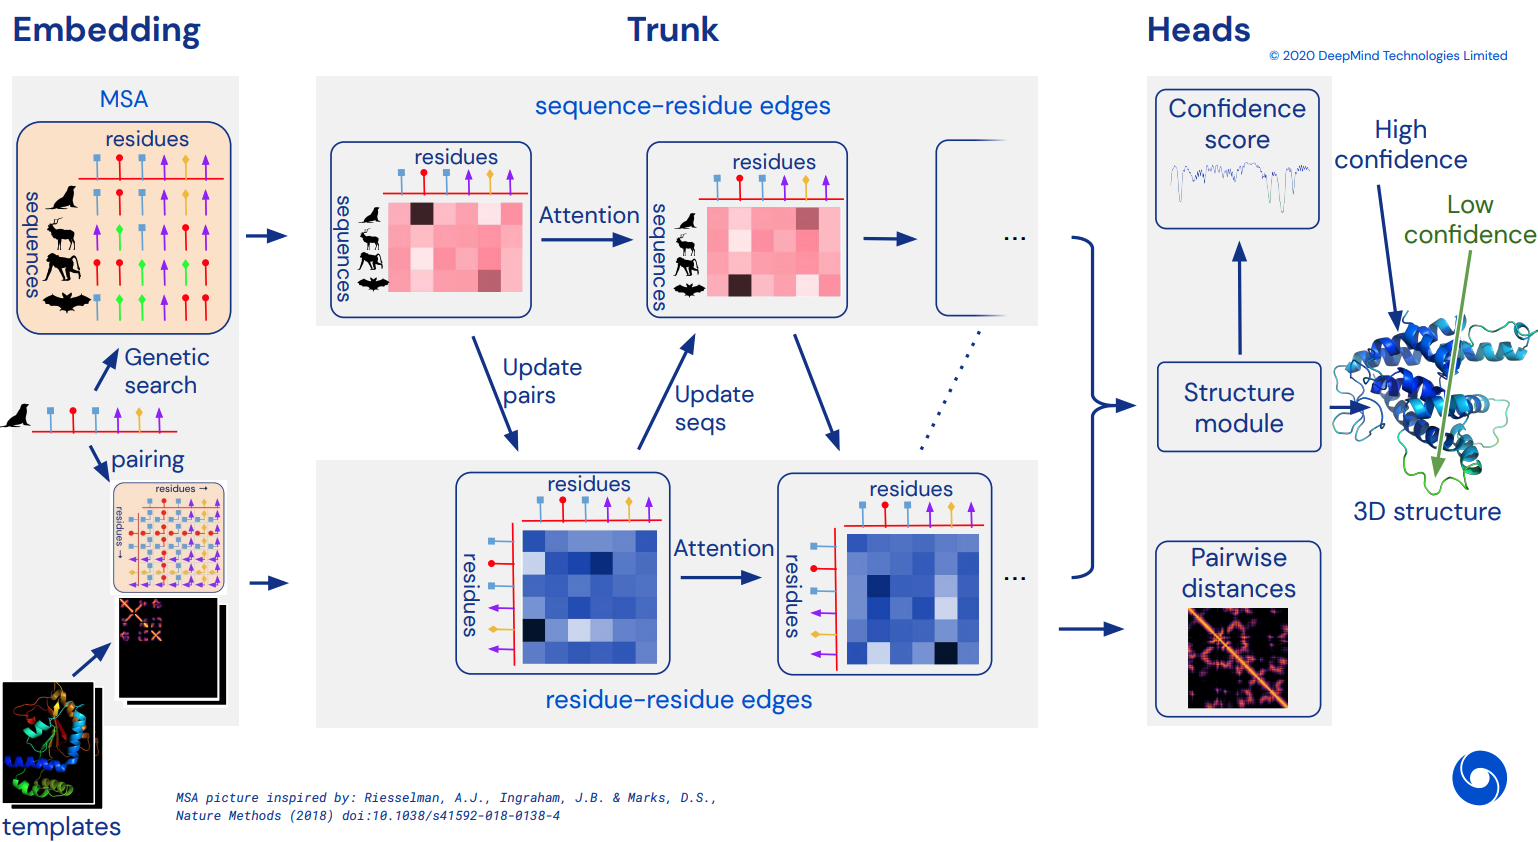 Embedding
Trunk
Heads
© 2020 DeepMind Technologies Limited
MSA
residues
sequences
Genetic
search
pairing
residues →
residues →
templates
sequence-residue edges
residues
sequences
Attention
residues
sequences
...
Update
pairs
Update
seqs
residues
residues
Attention
residues
residues
...
residue-residue edges
Confidence
score
High
confidence
Low
confidence
Structure
module
3D structure
Pairwise
distances
MSA picture inspired by: Riesselman, A.J., Ingraham, J.B. & Marks, D.S.,
Nature Methods (2018) doi:10.1038/s41592-018-0138-4